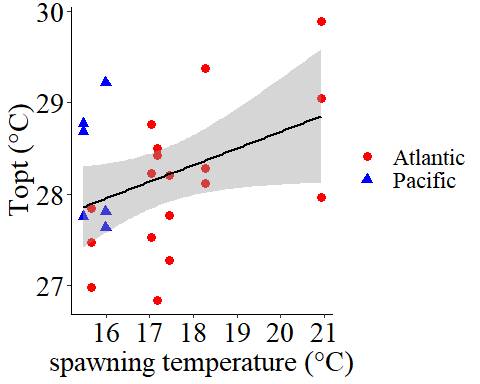 30
29
28
27
Topt (°C)
16 17 18 19 20 21
spawning temperature (°C)
Atlantic
Pacific